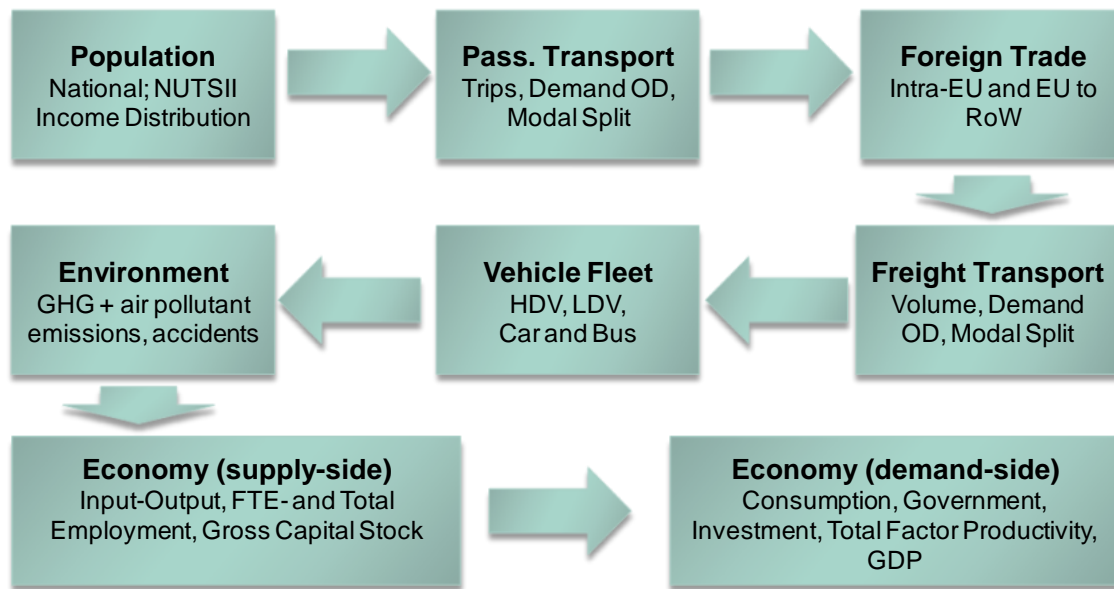 Population
National; NUTSII
Income Distribution
Pass. Transport
Trips, Demand OD,
Modal Split
Foreign Trade
Intra-EU and EU to
RoW
Environment
GHG + air pollutant
emissions, accidents
Vehicle Fleet
HDV, LDV,
Car and Bus
Freight Transport
Volume, Demand
OD, Modal Split
Economy (supply-side)
Input-Output, FTE- and Total
Employment, Gross Capital Stock
Economy (demand-side)
Consumption, Government,
Investment, Total Factor Productivity,
GDP